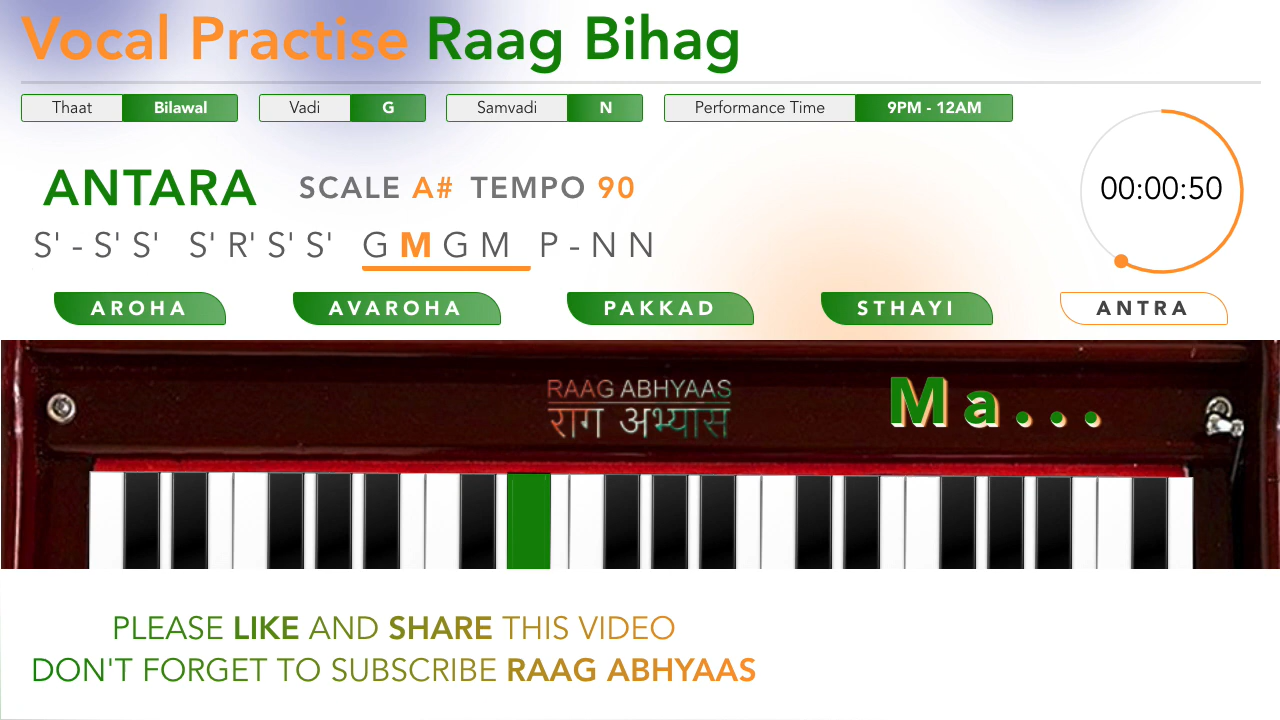 Vocal Practise Raag Bihag
Thaat Bilawal Vadi G Samvadi N Performance Time 9PM - 12AM
ANTARA SCALE A# TEMPO 90
00:00:50
S' - S' S' S' R' S' S' G M G M P - N N
AROHA AVAROHA PAKKAD STHAYI ANTRA
RAAG ABHYAAS
राग अभ्यास
Ma...
PLEASE LIKE AND SHARE THIS VIDEO
DON'T FORGET TO SUBSCRIBE RAAG ABHYAAS